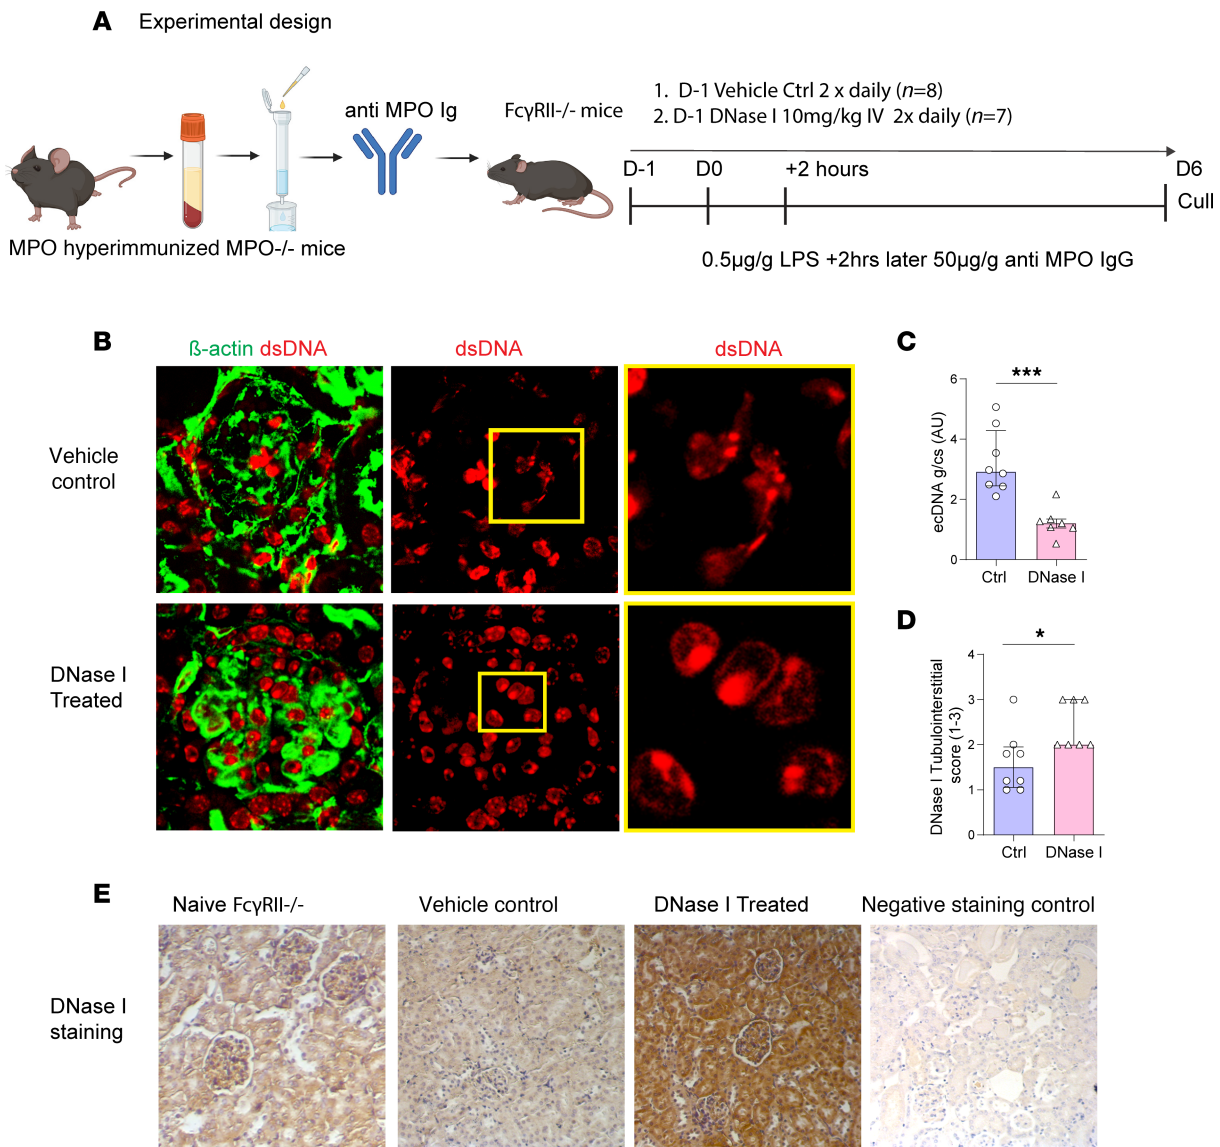 A Experimental design
anti MPO Ig
FcγRII-/- mice
1. D-1 Vehicle Ctrl 2 x daily (n=8)
2. D-1 DNase I 10mg/kg IV 2x daily (n=7)
D-1 D0 +2 hours D6
Cull
MPO hyperimmunized MPO-/- mice
0.5µg/g LPS +2hrs later 50µg/g anti MPO IgG
B
ß-actin dsDNA dsDNA dsDNA
Vehicle
control
DNase I
Treated
C
***
ecDNA g/cs (AU)
6
4
2
0
Ctrl DNase I
D
*
DNase I Tubulointerstitial
score (1-3)
4
3
2
1
0
Ctrl DNase I
E
Naive FcγRII-/- Vehicle control DNase I Treated Negative staining control
DNase I
staining